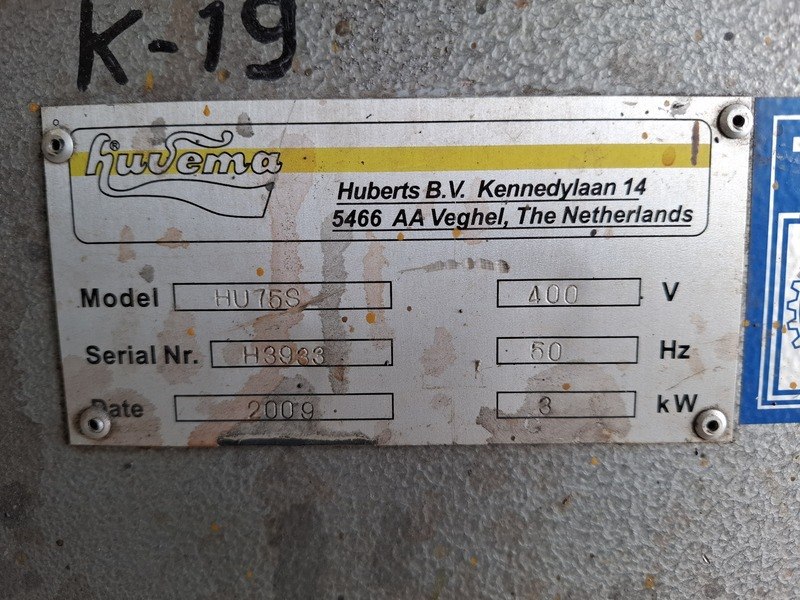 K-19
huvema®
Huberts B.V. Kennedylaan 14
5466 AA Veghel, The Netherlands
Model HU75S 400 V
Serial Nr. H3933 50 Hz
Date 2009 3 kW